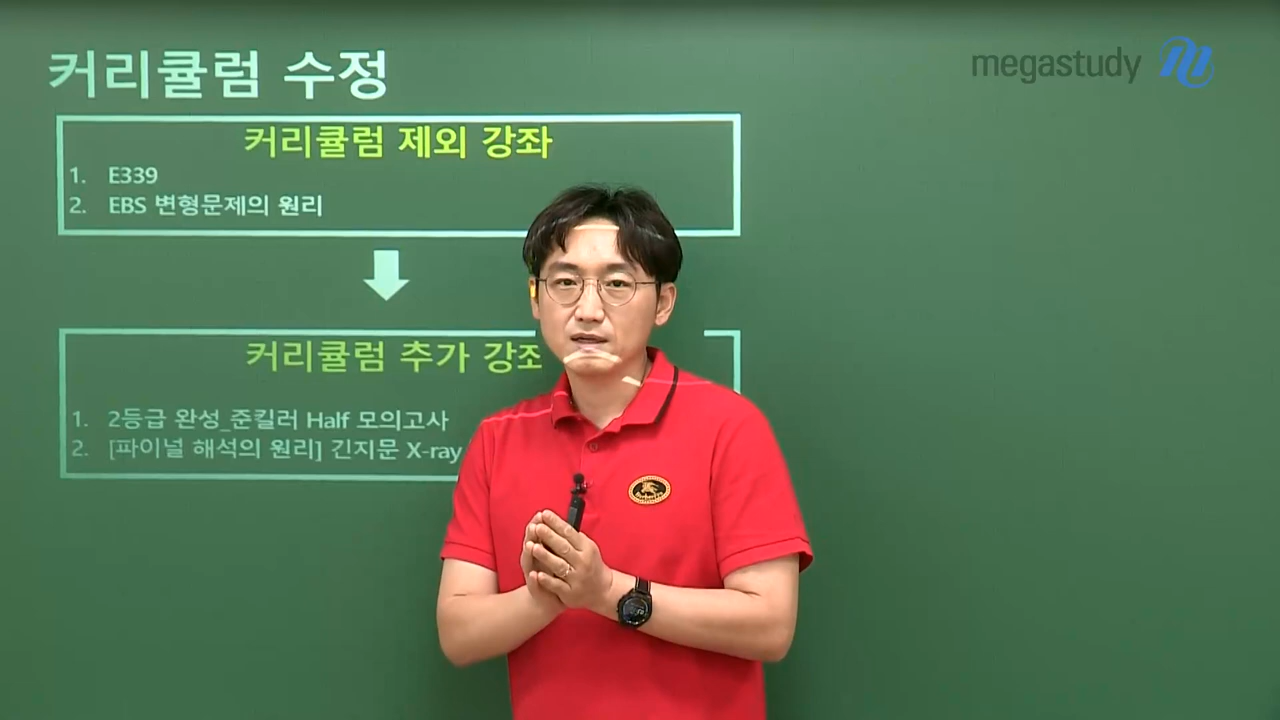 커리큘럼 수정
megastudy
커리큘럼 제외 강좌
1. E339
2. EBS 변형문제의 원리
커리큘럼 추가 강좌
1. 2등급 완성_준킬러 Half 모의고사
2. [파이널 해석의 원리] 긴지문 X-ray